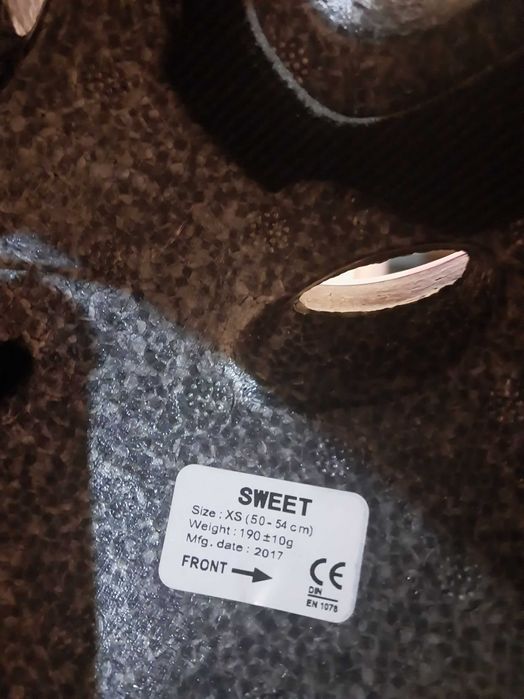 SWEET
Size : XS (50 - 54 cm)
Weight : 190±10g
Mfg. date : 2017
FRONT
CE
DIN
EN 1078